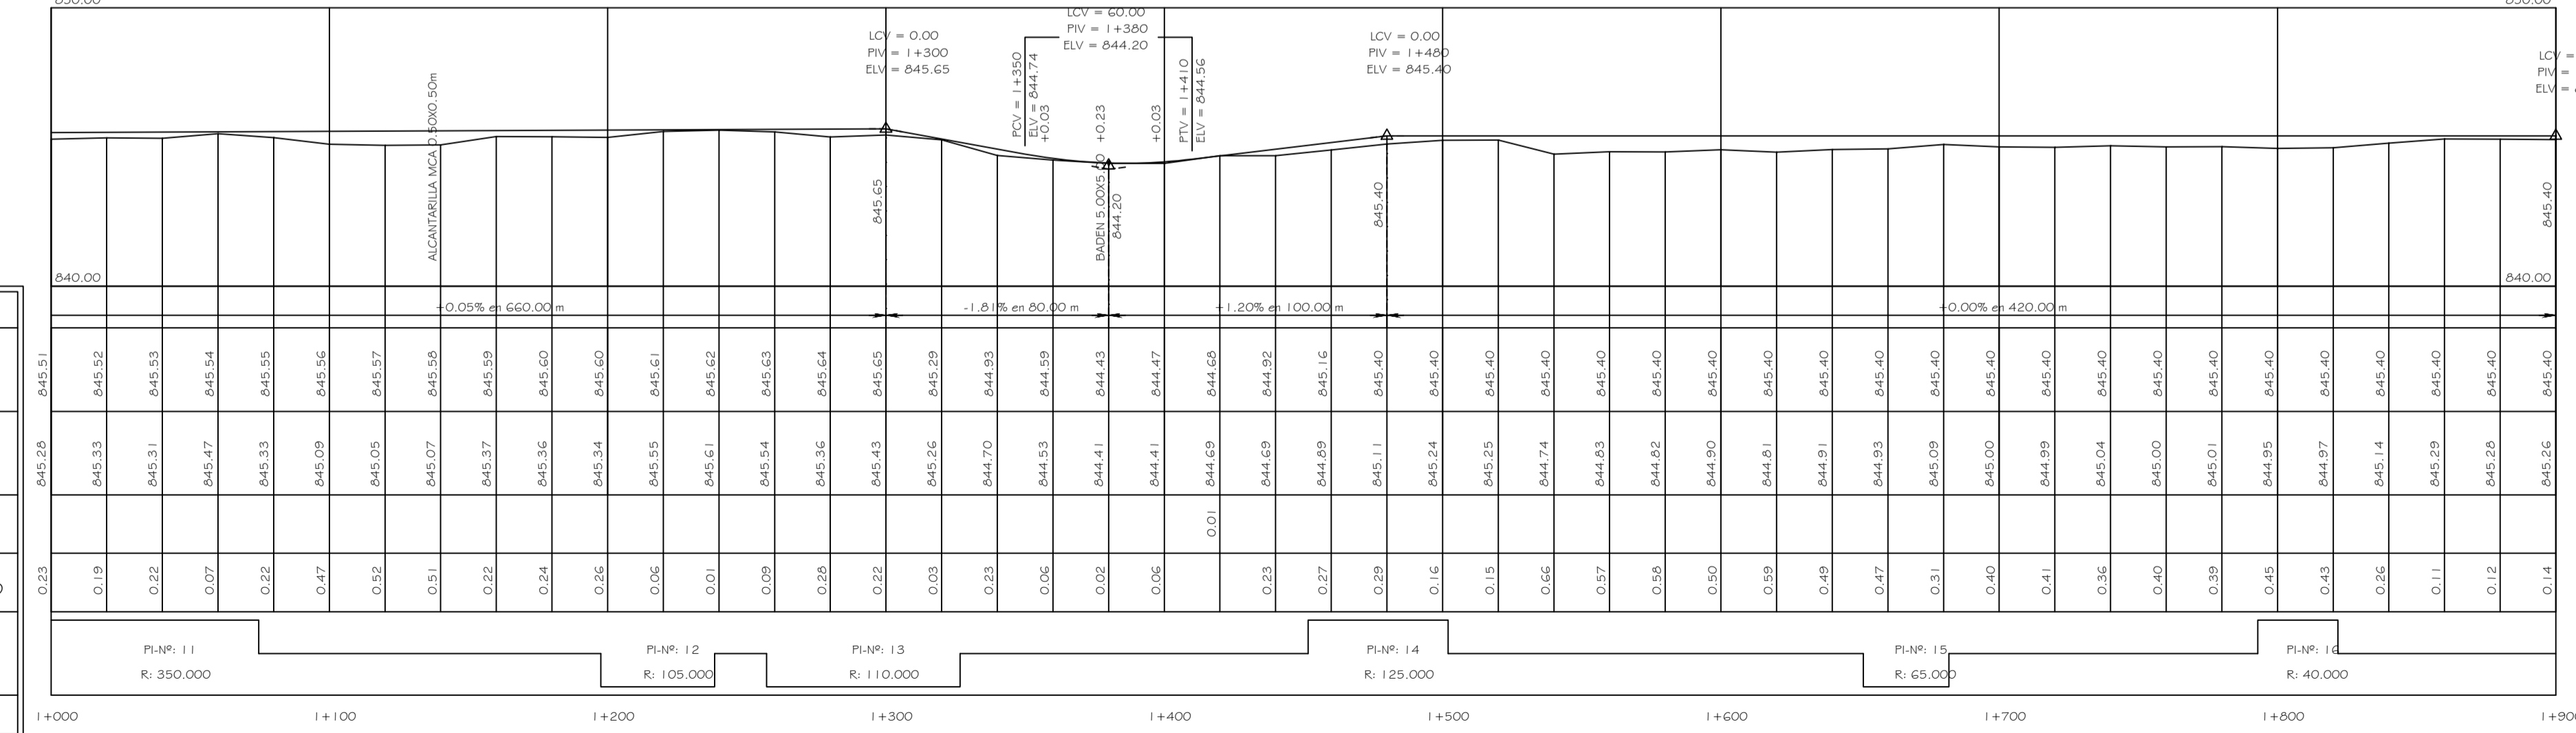 850.00
850.00
LCV = 0.00
PIV = 1+300
ELV = 845.65
LCV = 60.00
PIV = 1+380
ELV = 844.20
LCV = 0.00
PIV = 1+480
ELV = 845.40
LCV =
PIV =
ELV =
ALCANTARILLA MCA 0.50X0.50m
845.65
PCV = 1+350
ELV = 844.74
+0.03
BADEN 5.00X5. 0 +0.23
844.20
+0.03
PTV = 1+410
ELV = 844.56
845.40
845.40
840.00
840.00
+0.05% en 660.00 m
-1.81% en 80.00 m
+1.20% en 100.00 m
+0.00% en 420.00 m
845.51 845.52 845.53 845.54 845.55 845.56 845.57 845.58 845.59 845.60 845.60 845.61 845.62 845.63 845.64 845.65 845.29 844.93 844.59 844.43 844.47 844.68 844.92 845.16 845.40 845.40 845.40 845.40 845.40 845.40 845.40 845.40 845.40 845.40 845.40 845.40 845.40 845.40 845.40 845.40 845.40 845.40 845.40 845.40 845.40 845.40
845.28 845.33 845.31 845.47 845.33 845.09 845.05 845.07 845.37 845.36 845.34 845.55 845.61 845.54 845.36 845.43 845.26 844.70 844.53 844.41 844.41 844.69 844.69 844.89 845.11 845.24 845.25 844.74 844.83 844.82 844.90 844.81 844.91 844.93 845.09 845.00 844.99 845.04 845.00 845.01 844.95 844.97 845.14 845.29 845.28 845.26
0.01
0.23 0.19 0.22 0.07 0.22 0.47 0.52 0.51 0.22 0.24 0.26 0.06 0.01 0.09 0.28 0.22 0.03 0.23 0.06 0.02 0.06 0.23 0.27 0.29 0.16 0.15 0.66 0.57 0.58 0.50 0.59 0.49 0.47 0.31 0.40 0.41 0.36 0.40 0.39 0.45 0.43 0.26 0.11 0.12 0.14
PI-Nº: 11
R: 350.000
PI-Nº: 12
R: 105.000
PI-Nº: 13
R: 110.000
PI-Nº: 14
R: 125.000
PI-Nº: 15
R: 65.000
PI-Nº: 16
R: 40.000
1+000 1+100 1+200 1+300 1+400 1+500 1+600 1+700 1+800 1+900